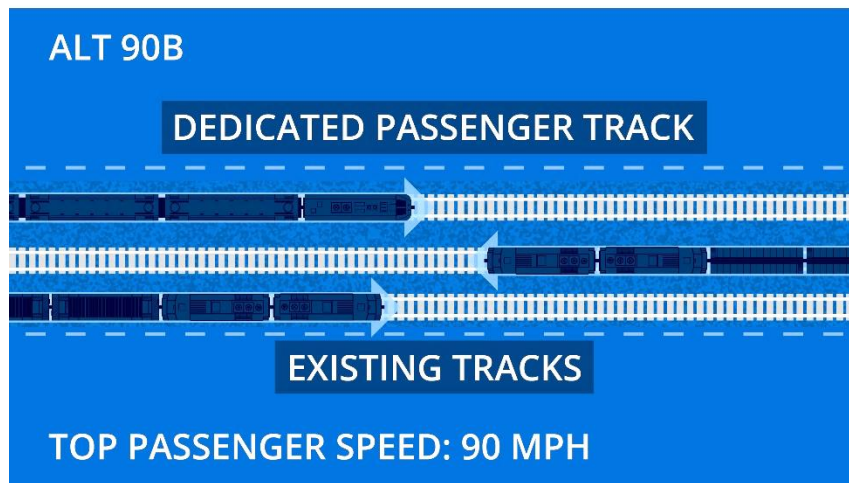 ALT 90B
DEDICATED PASSENGER TRACK
EXISTING TRACKS
TOP PASSENGER SPEED: 90 MPH